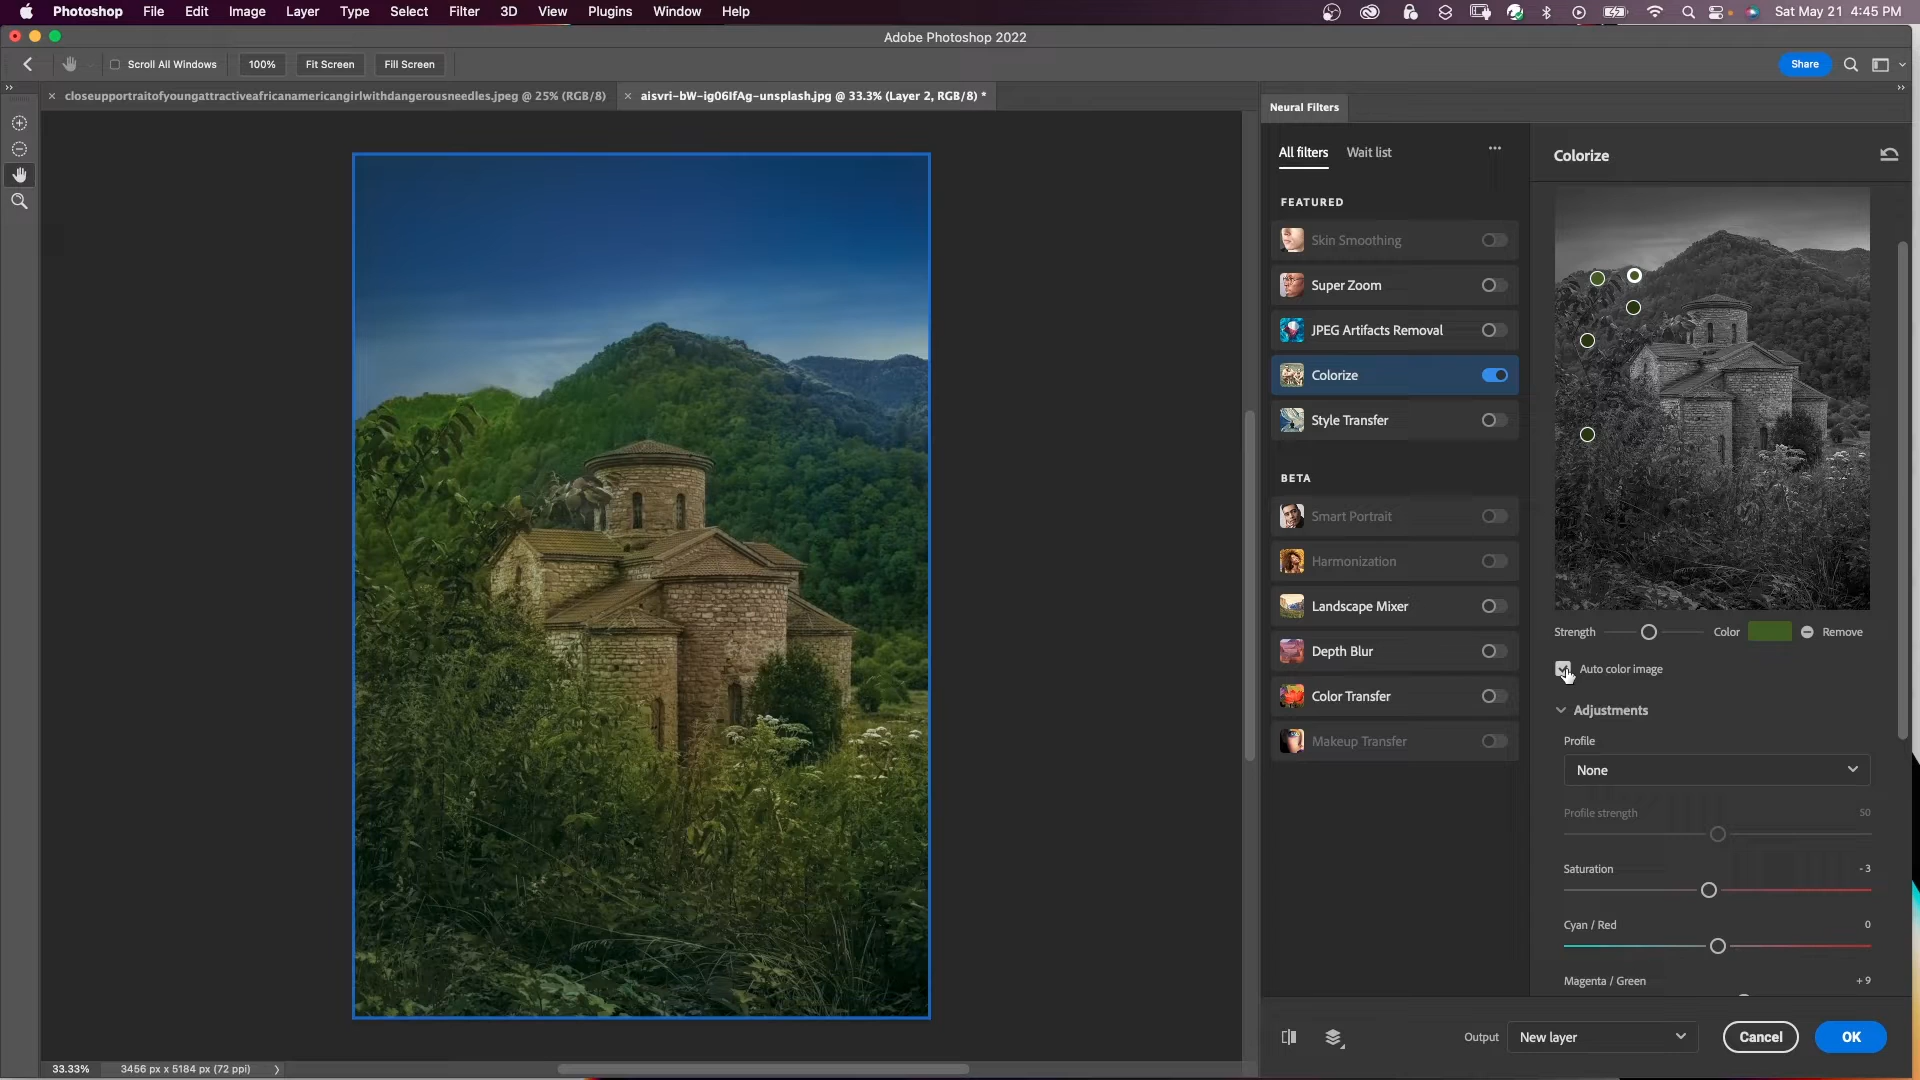 Photoshop File Edit Image Layer Type Select Filter 3D View Plugins Window Help Sat May 21 4:45 PM
Adobe Photoshop 2022
Scroll All Windows 100% Fit Screen Fill Screen Share
closeupportraitofyoungattractiveafricanamericangirlwithdangerousneedles.jpeg @ 25% (RGB/8) aisvri-bW-ig06IfAg-unsplash.jpg @ 33.3% (Layer 2, RGB/8) *
Neural Filters
All filters Wait list
Colorize
FEATURED
Skin Smoothing
Super Zoom
JPEG Artifacts Removal
Colorize
Style Transfer
BETA
Smart Portrait
Harmonization
Landscape Mixer
Depth Blur
Color Transfer
Makeup Transfer
Strength Color Remove
Auto color image
Adjustments
Profile
None
Profile strength 50
Saturation -3
Cyan / Red 0
Magenta / Green +9
Output New layer Cancel OK
33.33% 3456 px x 5184 px (72 ppi)